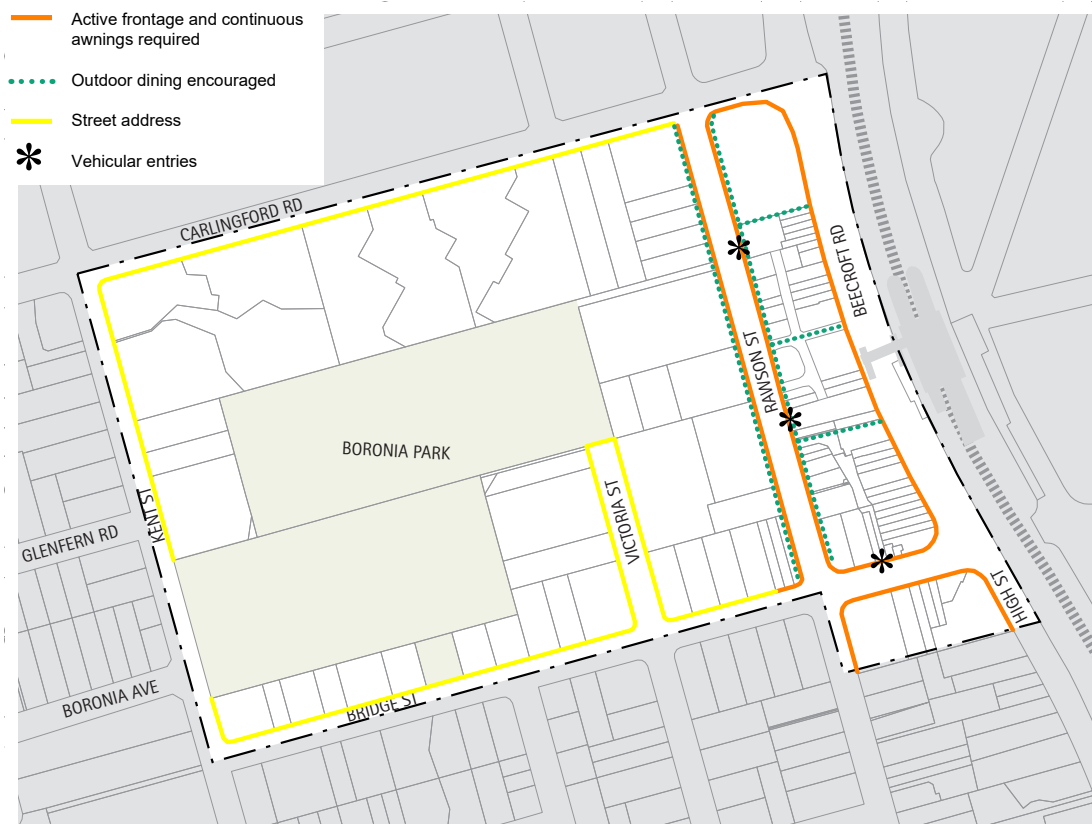 Active frontage and continuous
awnings required
Outdoor dining encouraged
Street address
Vehicular entries
CARLINGFORD RD
BEECROFT RD
RAWSON ST
BORONIA PARK
KENT ST
VICTORIA ST
GLENFERN RD
HIGH ST
BORONIA AVE
BRIDGE ST